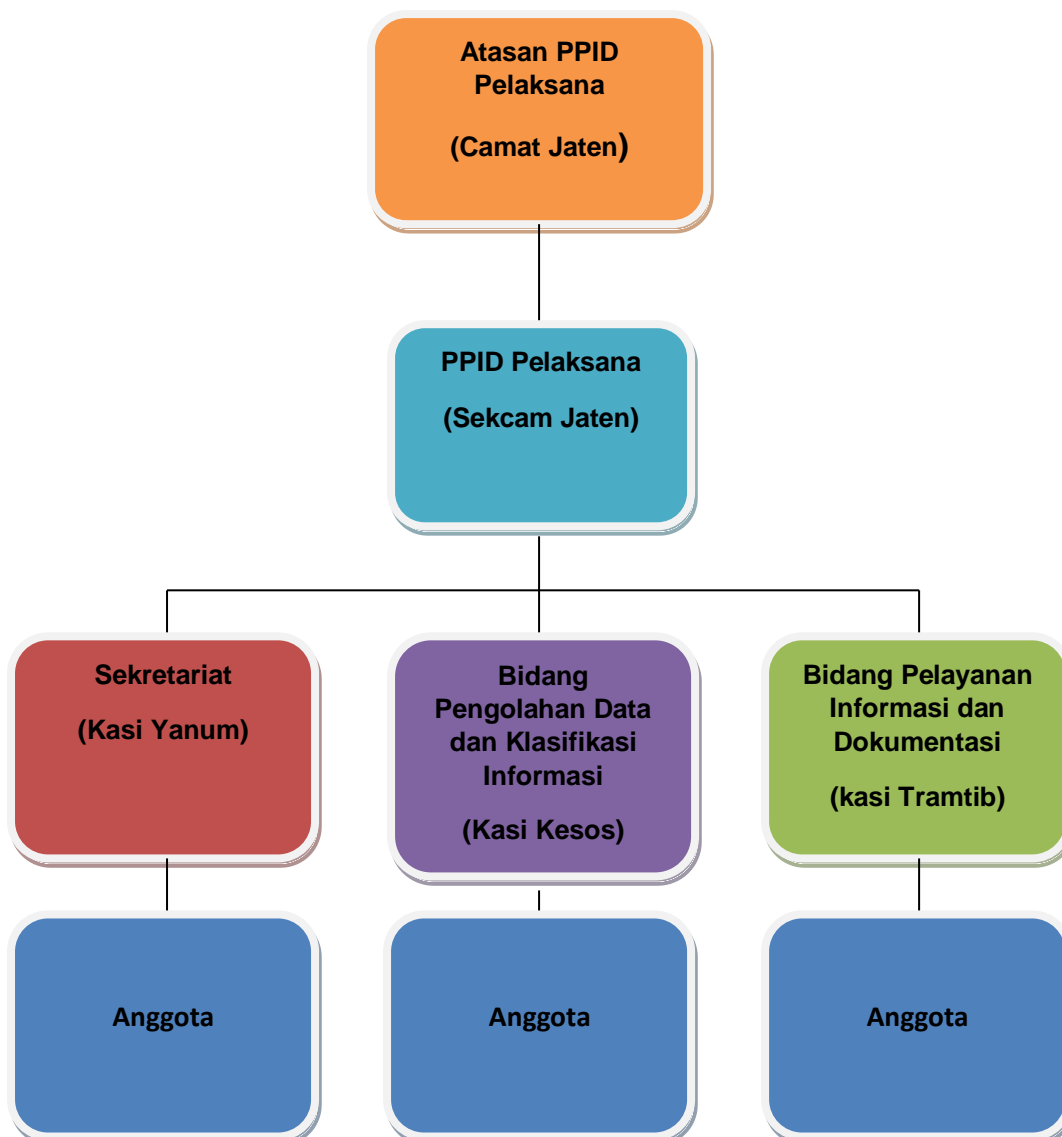 Atasan PPID
Pelaksana
(Camat Jaten)
PPID Pelaksana
(Sekcam Jaten)
Sekretariat
(Kasi Yanum)
Bidang
Pengolahan Data
dan Klasifikasi
Informasi
(Kasi Kesos)
Bidang Pelayanan
Informasi dan
Dokumentasi
(kasi Tramtib)
Anggota
Anggota
Anggota